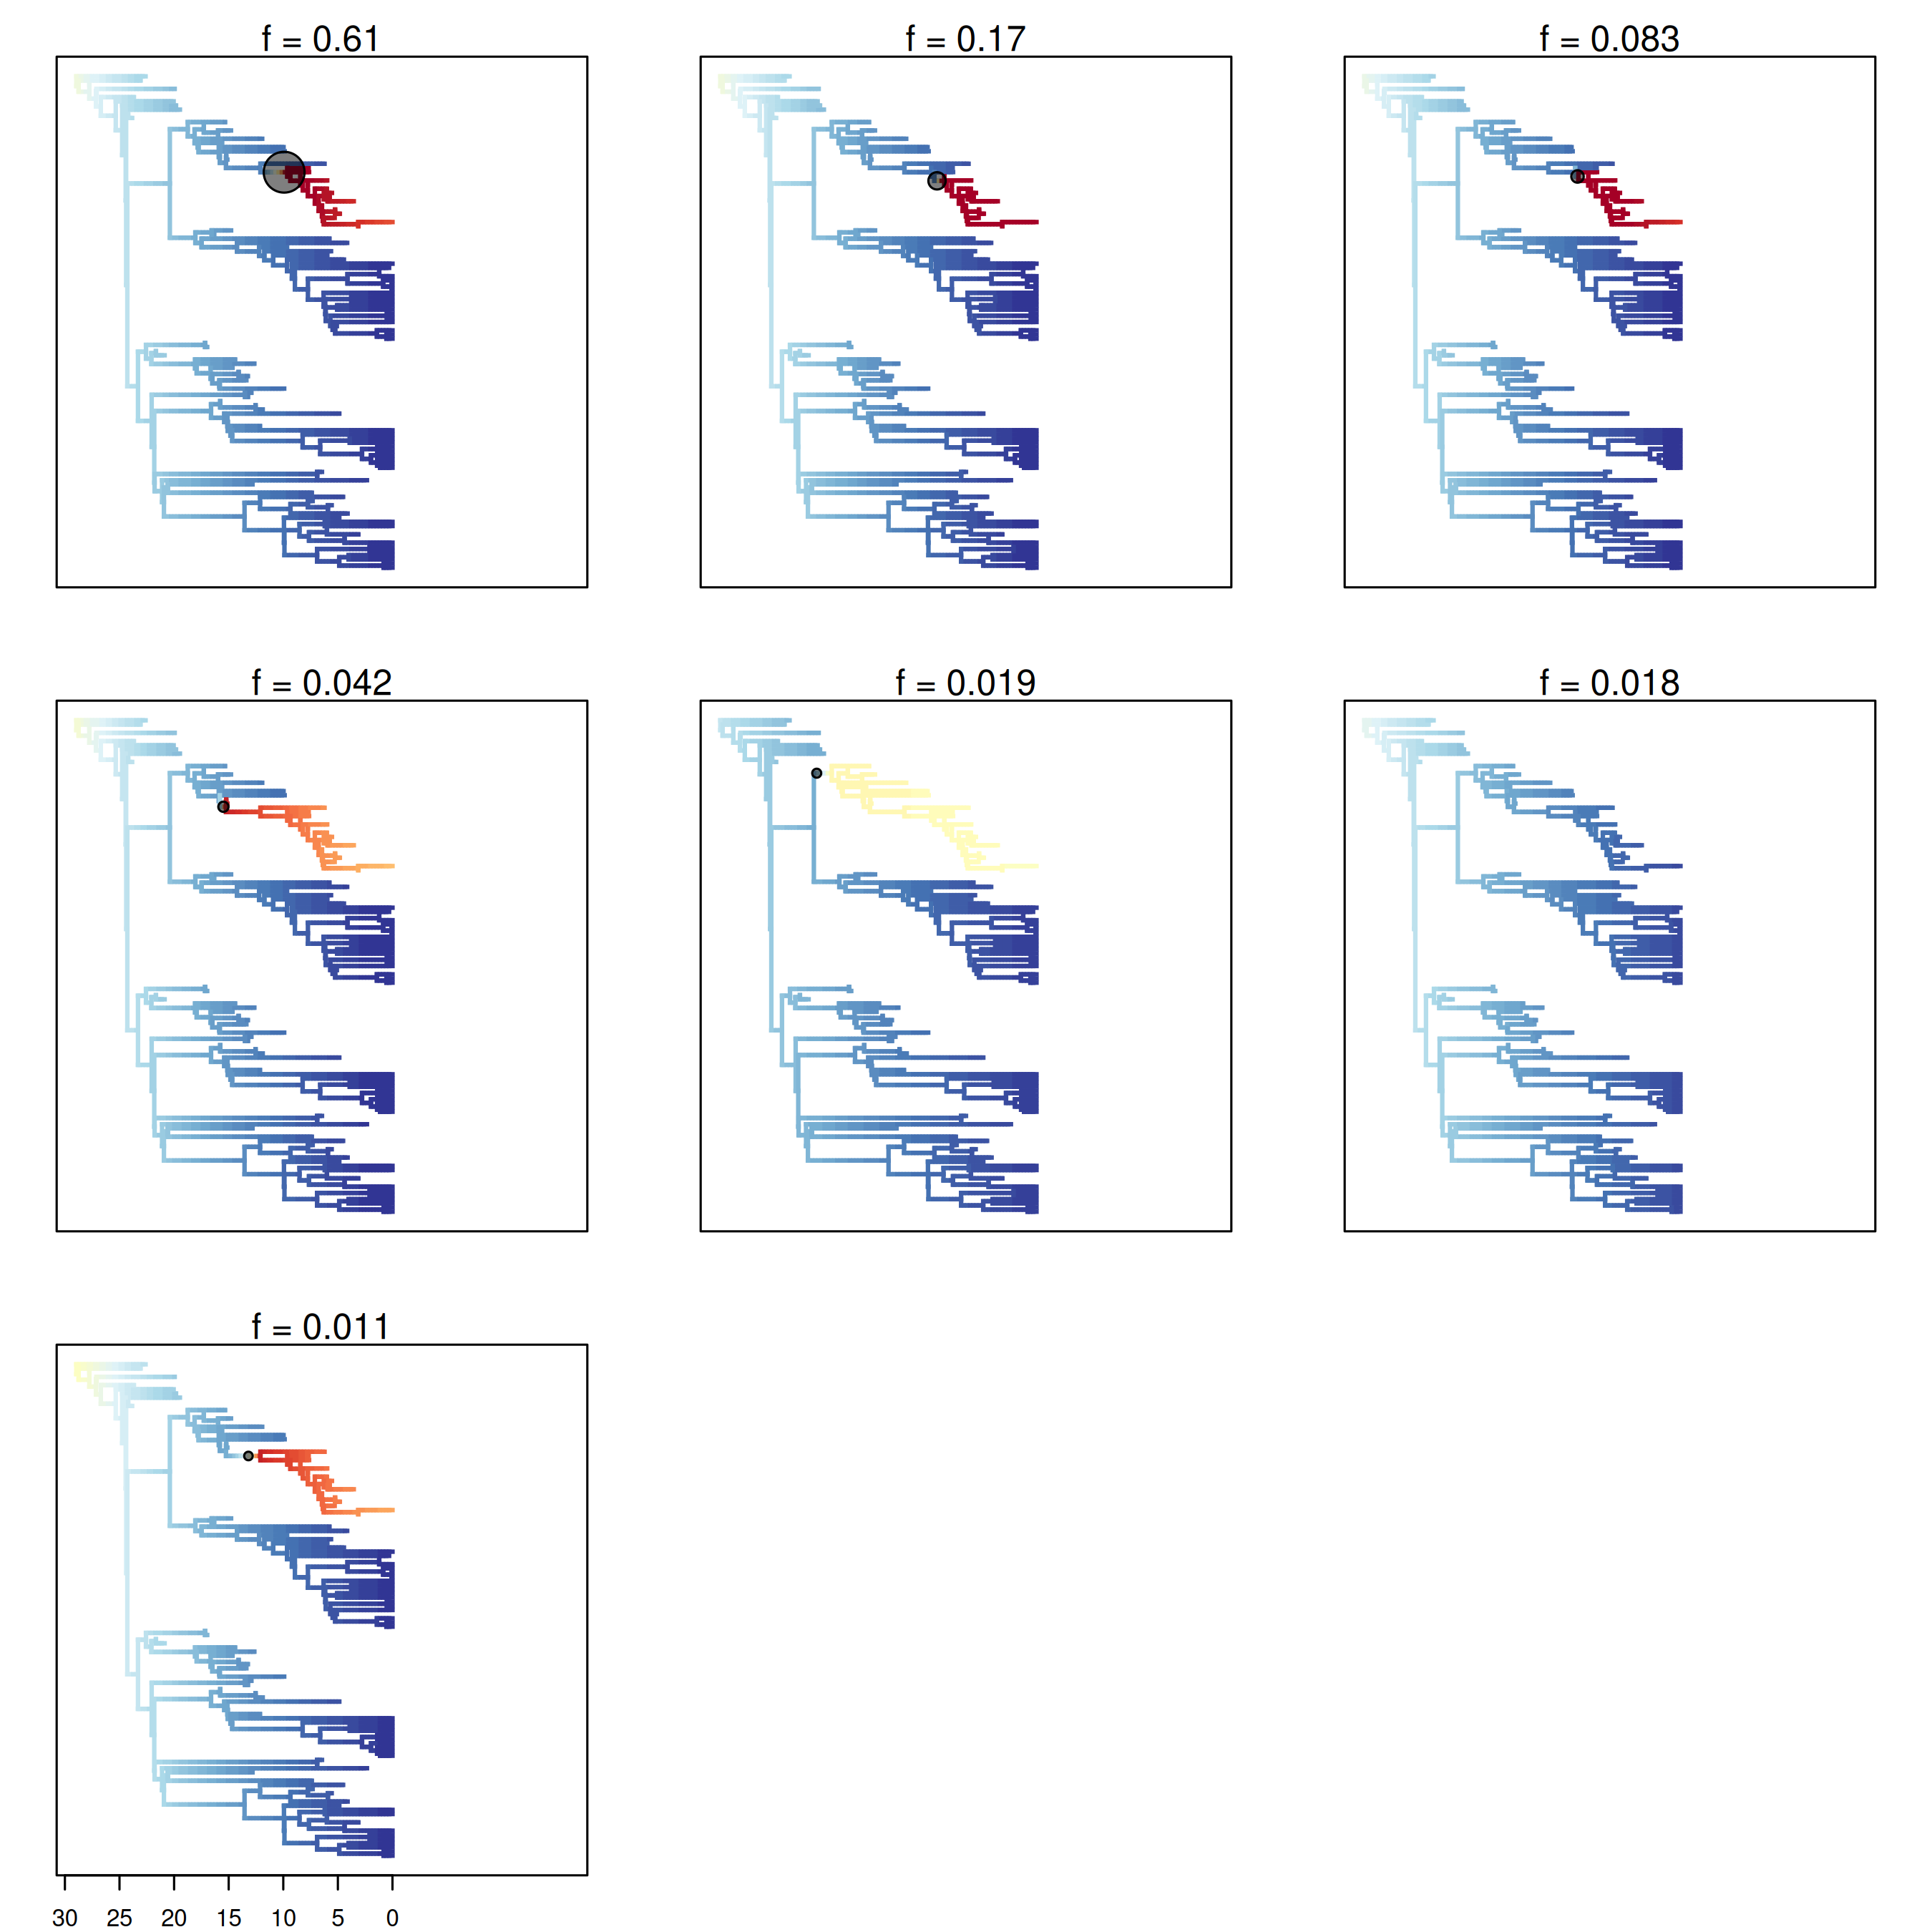 f = 0.61
f = 0.17
f = 0.083
f = 0.042
f = 0.019
f = 0.018
f = 0.011
30 25 20 15 10 5 0